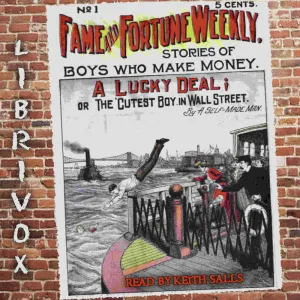 LIBRIVOX
Nº 1
5 CENTS.
FAME AND FORTUNE WEEKLY.
STORIES OF
BOYS WHO MAKE MONEY.
A LUCKY DEAL;
OR THE 'CUTEST BOY IN WALL STREET.
By A SELF-MADE MAN.
READ BY KEITH SALLS